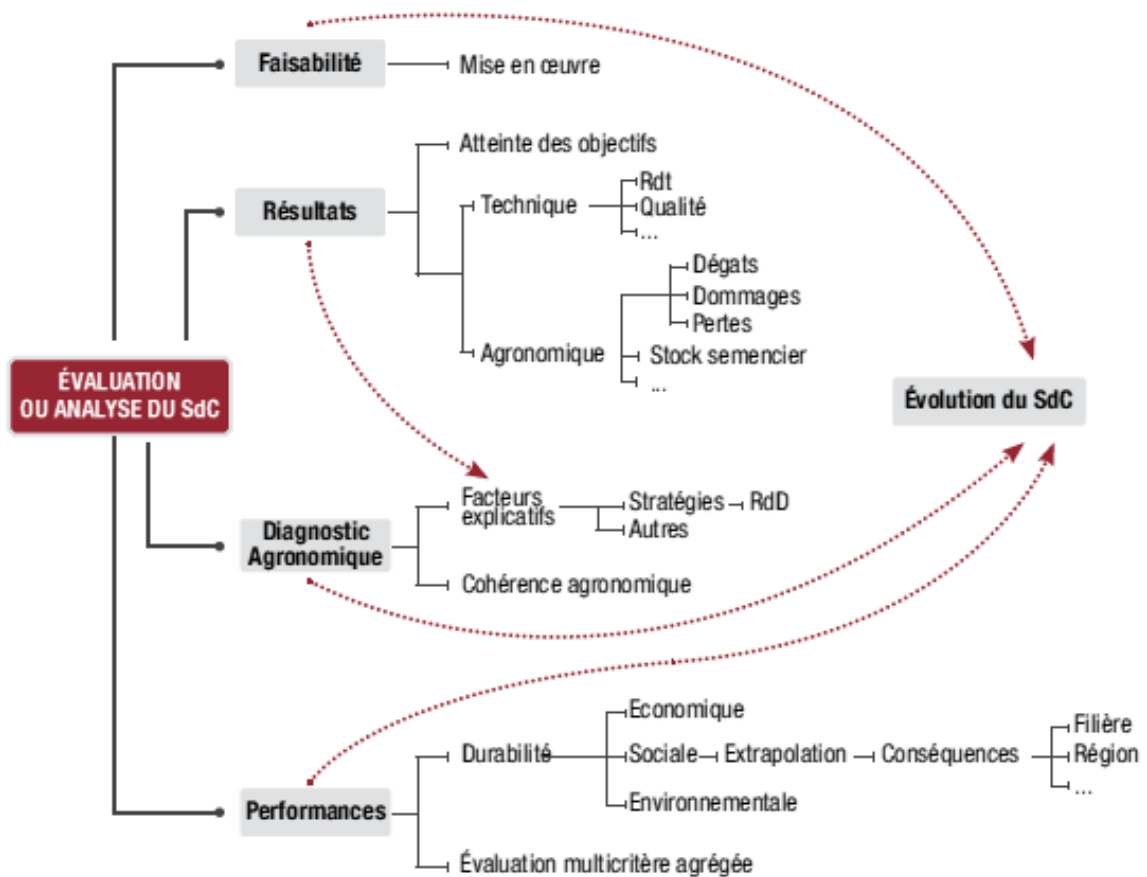 Faisabilité
Mise en œuvre
Atteinte des objectifs
Résultats
Technique
Rdt
Qualité
...
Agronomique
Dégats
Dommages
Pertes
Stock semencier
...
ÉVALUATION
OU ANALYSE DU SdC
Évolution du SdC
Diagnostic
Agronomique
Facteurs
explicatifs
Stratégies
RdD
Autres
Cohérence agronomique
Performances
Durabilité
Economique
Sociale
Extrapolation
Conséquences
Filière
Région
...
Environnementale
Évaluation multicritère agrégée